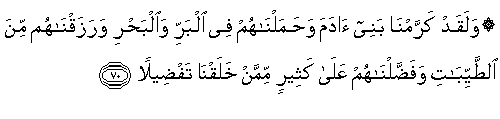 ۞ وَلَقَدْ كَرَّمْنَا بَنِىٓ ءَادَمَ وَحَمَلْنَـٰهُمْ فِى ٱلْبَرِّ وَٱلْبَحْرِ وَرَزَقْنَـٰهُم مِّنَ
ٱلطَّيِّبَـٰتِ وَفَضَّلْنَـٰهُمْ عَلَىٰ كَثِيرٍ مِّمَّنْ خَلَقْنَا تَفْضِيلًا ﴿٧٠﴾